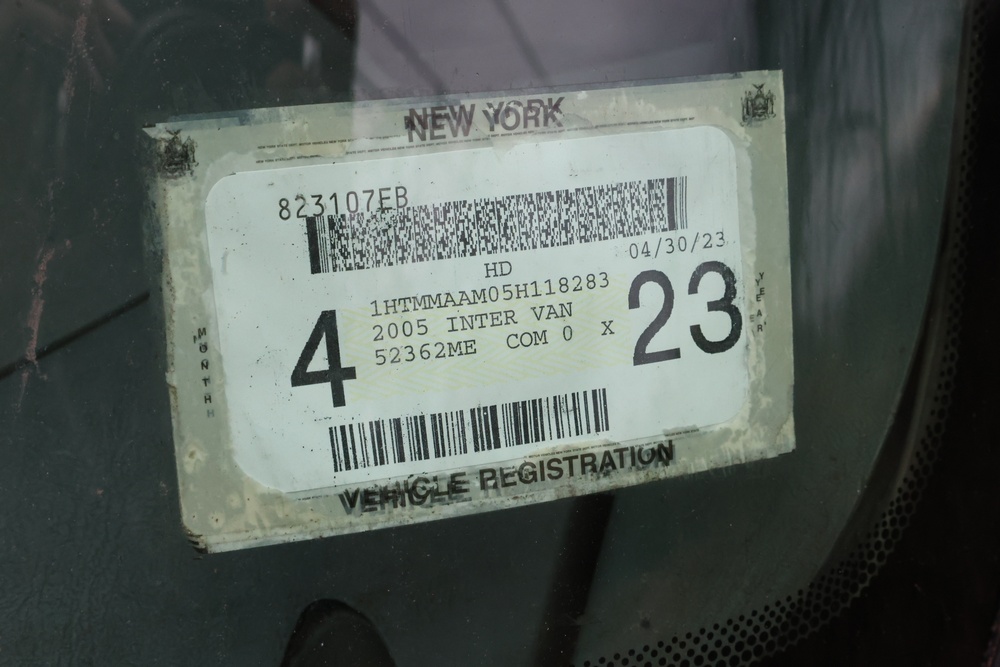 NEW YORK
823107EB
04/30/23
HD
1HTMMAAM05H118283
2005 INTER VAN
52362ME COM 0 X
4
23
MONTH
YEAR
VEHICLE REGISTRATION